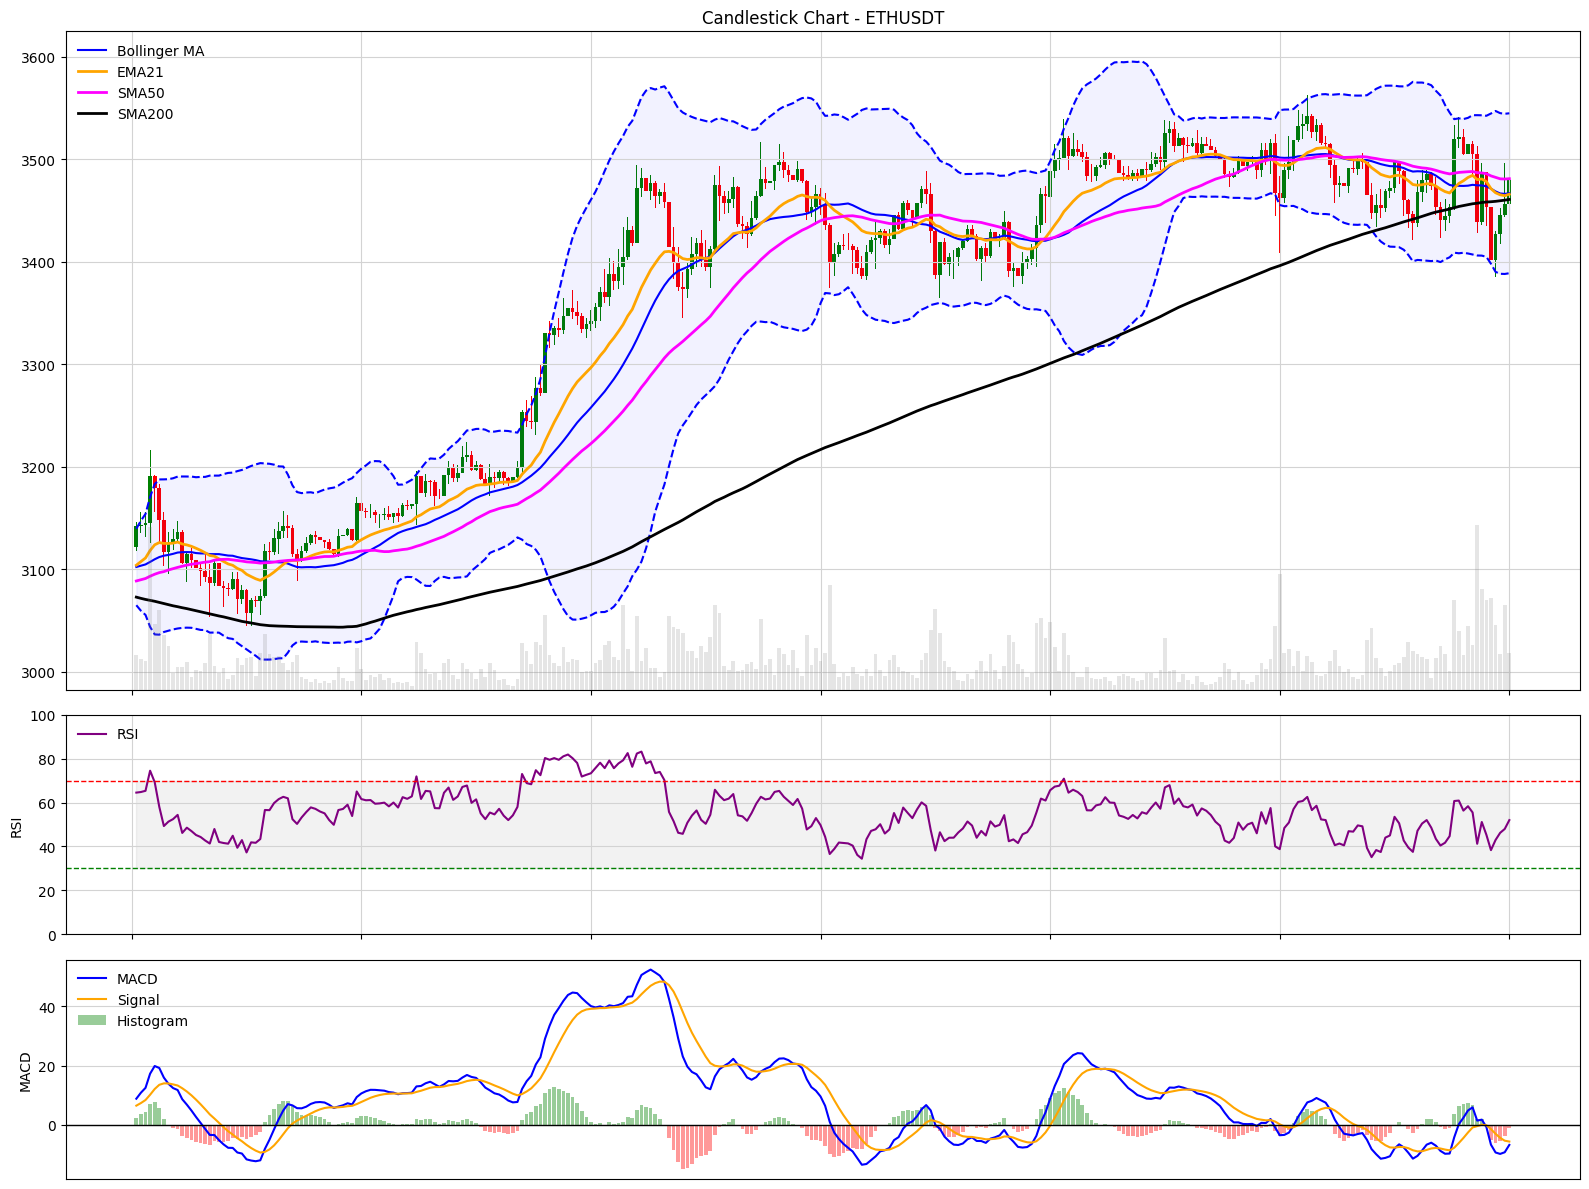 Candlestick Chart - ETHUSDT
Bollinger MA
EMA21
SMA50
SMA200
3600
3500
3400
3300
3200
3100
3000
RSI
100
80
60
40
20
0
RSI
MACD
Signal
Histogram
40
20
0
MACD